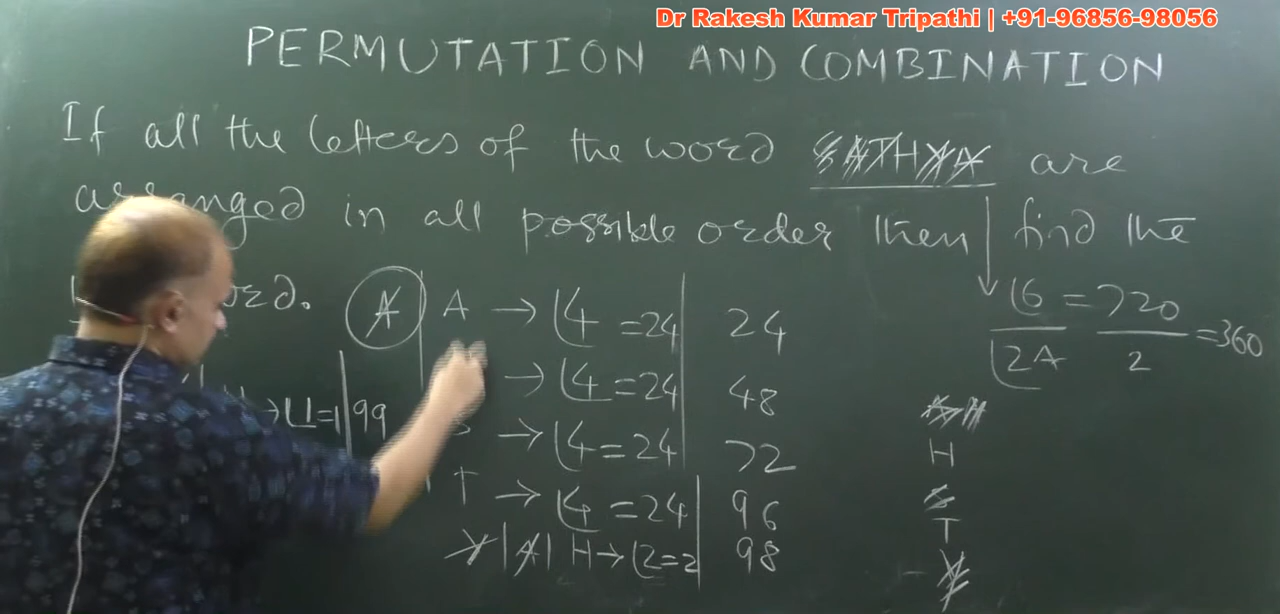 Dr Rakesh Kumar Tripathi | +91-96856-98056
PERMUTATION AND COMBINATION
If all the letters of the word SATHYA are
arranged in all possible order then find the
A A → 4 = 24 24
→ 4 = 24 48
→ 4 = 24 72
T → 4 = 24 96
Y A H → 2 = 2 98
99
6 / 2A = 720 / 2 = 360
H
S
T
Y